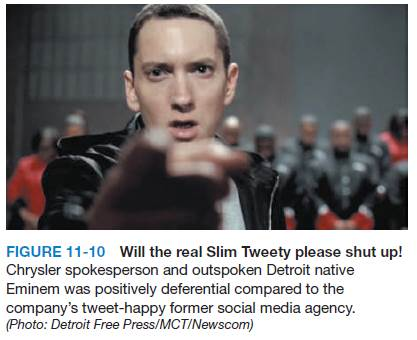 FIGURE 11-10 Will the real Slim Tweety please shut up!
Chrysler spokesperson and outspoken Detroit native
Eminem was positively deferential compared to the
company's tweet-happy former social media agency.
(Photo: Detroit Free Press/MCT/Newscom)